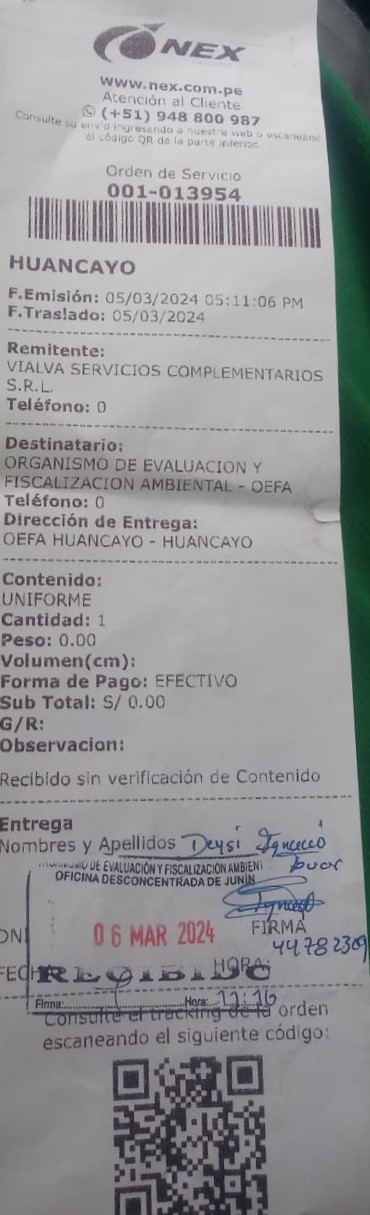 NEX
www.nex.com.pe
Atención al Cliente
(+51) 948 800 987
Consulte su envío ingresando a nuestra web o escaneando
el código QR de la parte inferior.
Orden de Servicio
001-013954
HUANCAYO
F.Emisión: 05/03/2024 05:11:06 PM
F.Traslado: 05/03/2024
Remitente:
VIALVA SERVICIOS COMPLEMENTARIOS
S.R.L.
Teléfono: 0
Destinatario:
ORGANISMO DE EVALUACION Y
FISCALIZACION AMBIENTAL - OEFA
Teléfono: 0
Dirección de Entrega:
OEFA HUANCAYO - HUANCAYO
Contenido:
UNIFORME
Cantidad: 1
Peso: 0.00
Volumen(cm):
Forma de Pago: EFECTIVO
Sub Total: S/ 0.00
G/R:
Observacion:
Recibido sin verificación de Contenido
Entrega
Nombres y Apellidos Deysi
DE EVALUACIÓN Y FISCALIZACIÓN AMBIEN
OFICINA DESCONCENTRADA DE JUNIN
06 MAR 2024
FIRMA
44782309
HORA:
RECIBIDO
Firma: Hora: 11:16
Consulte el tracking de la orden
escaneando el siguiente código: